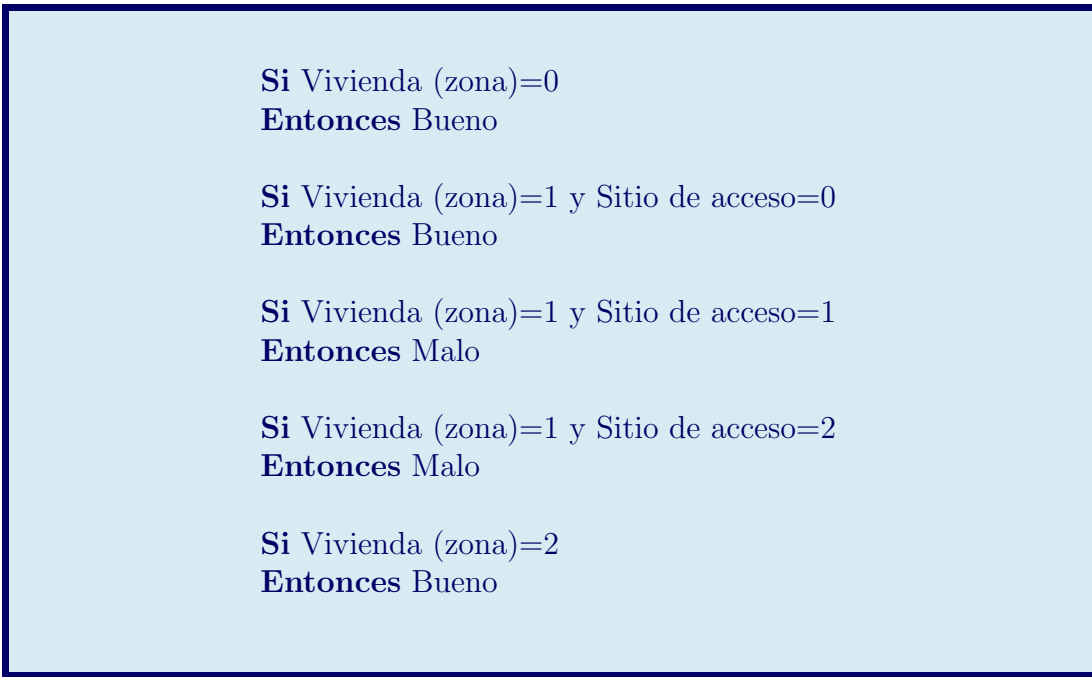 Si Vivienda (zona)=0
Entonces Bueno
Si Vivienda (zona)=1 y Sitio de acceso=0
Entonces Bueno
Si Vivienda (zona)=1 y Sitio de acceso=1
Entonces Malo
Si Vivienda (zona)=1 y Sitio de acceso=2
Entonces Malo
Si Vivienda (zona)=2
Entonces Bueno